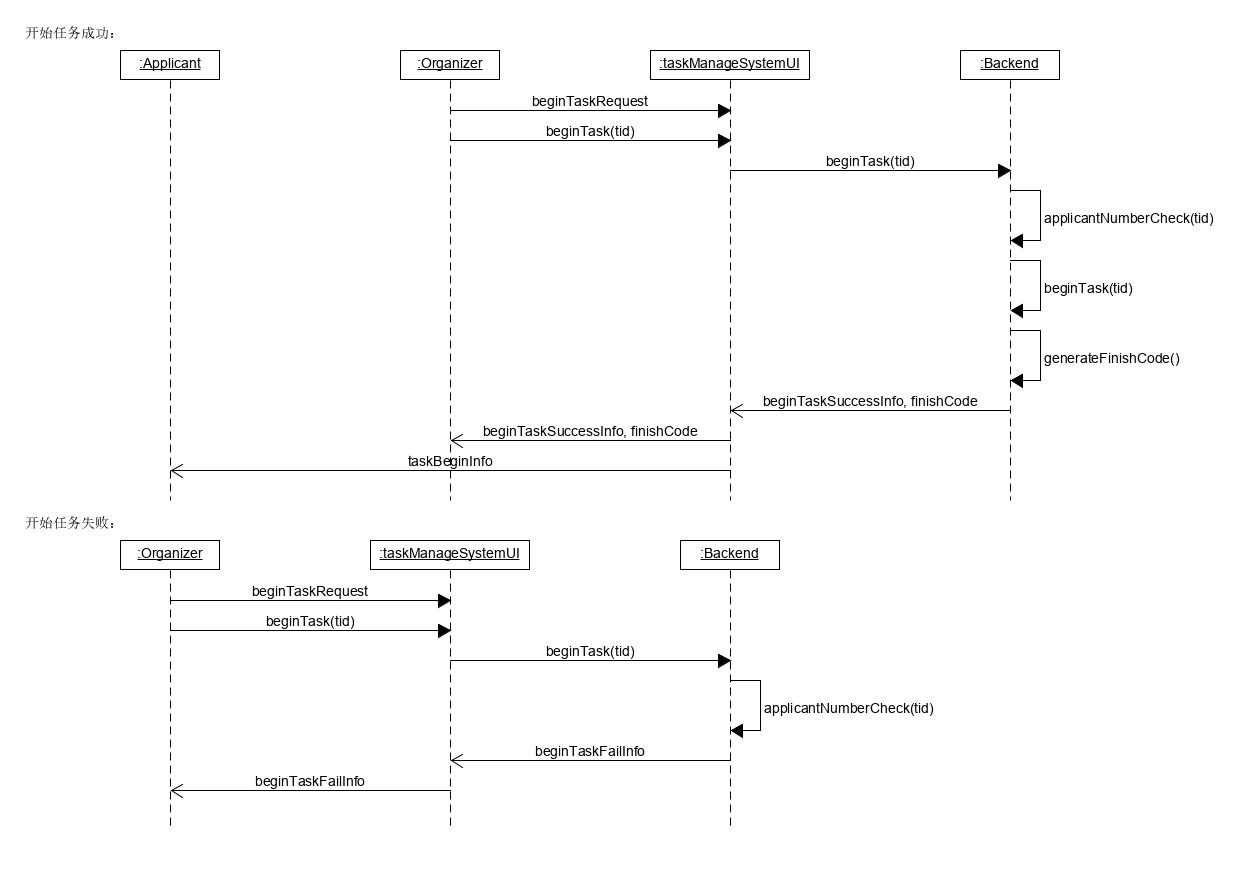 开始任务成功:
:Applicant
:Organizer
:taskManageSystemUI
:Backend
beginTaskRequest
beginTask(tid)
beginTask(tid)
applicantNumberCheck(tid)
beginTask(tid)
generateFinishCode()
beginTaskSuccessInfo, finishCode
beginTaskSuccessInfo, finishCode
taskBeginInfo
开始任务失败:
:Organizer
:taskManageSystemUI
:Backend
beginTaskRequest
beginTask(tid)
beginTask(tid)
applicantNumberCheck(tid)
beginTaskFailInfo
beginTaskFailInfo